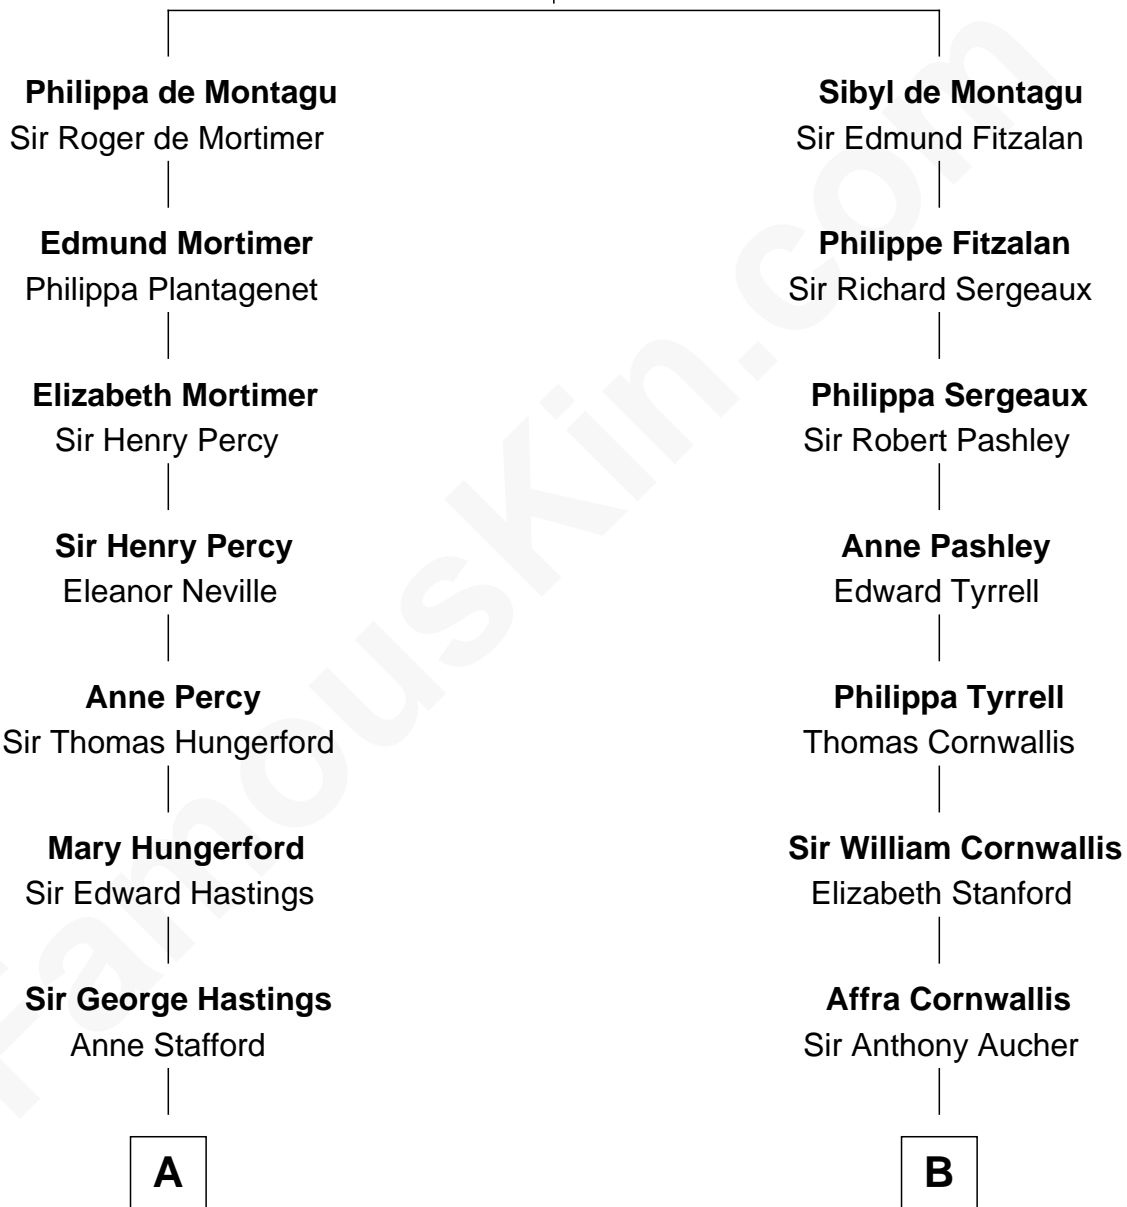 Philippa de Montagu
Sir Roger de Mortimer
Edmund Mortimer
Philippa Plantagenet
Elizabeth Mortimer
Sir Henry Percy
Sir Henry Percy
Eleanor Neville
Anne Percy
Sir Thomas Hungerford
Mary Hungerford
Sir Edward Hastings
Sir George Hastings
Anne Stafford
A
Sibyl de Montagu
Sir Edmund Fitzalan
Philippe Fitzalan
Sir Richard Sergeaux
Philippa Sergeaux
Sir Robert Pashley
Anne Pashley
Edward Tyrrell
Philippa Tyrrell
Thomas Cornwallis
Sir William Cornwallis
Elizabeth Stanford
Affra Cornwallis
Sir Anthony Aucher
B
FamousKin.com